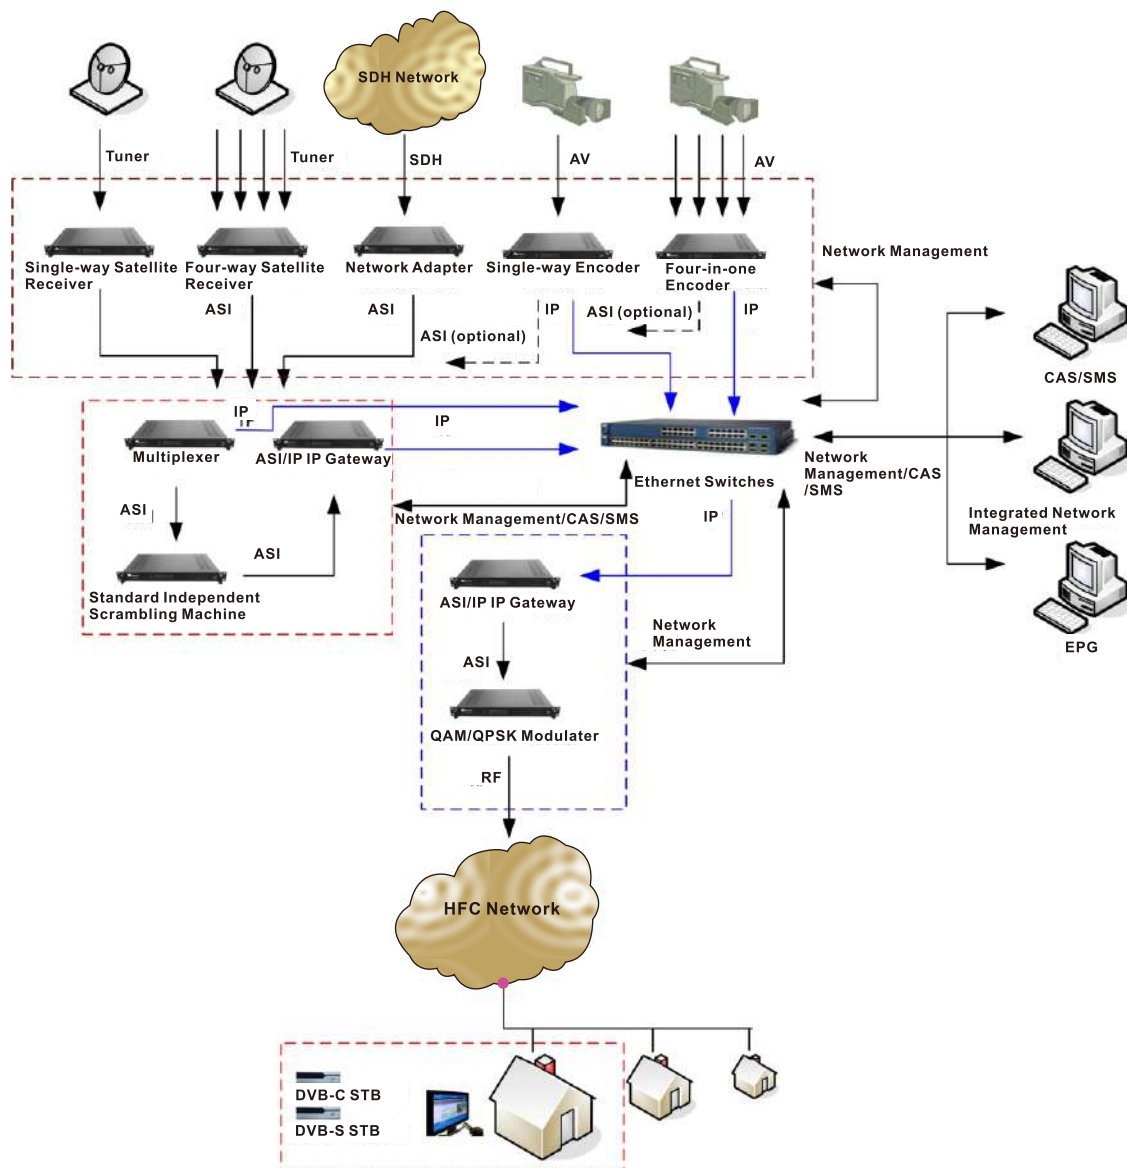 SDH Network
Tuner
Tuner
SDH
AV
AV
Single-way Satellite
Receiver
Four-way Satellite
Receiver
Network Adapter
Single-way Encoder
Four-in-one
Encoder
Network Management
ASI
ASI
ASI (optional)
IP
ASI (optional)
IP
CAS/SMS
IP
IP
IP
Multiplexer
ASI/IP IP Gateway
Ethernet Switches
Network
Management/CAS
/SMS
ASI
Network Management/CAS/SMS
IP
Integrated Network
Management
ASI
Standard Independent
Scrambling Machine
ASI/IP IP Gateway
Network
Management
EPG
ASI
QAM/QPSK Modulater
RF
HFC Network
DVB-C STB
DVB-S STB